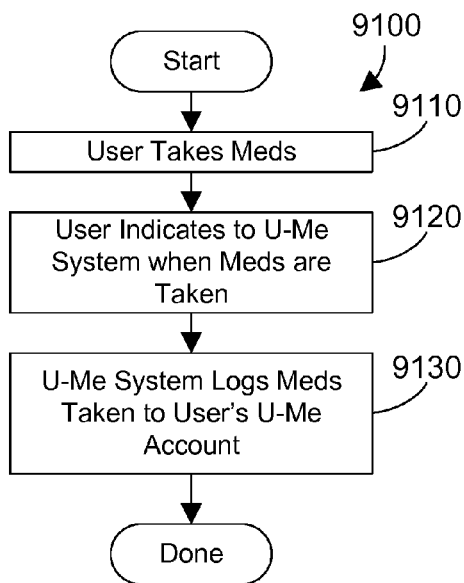 9100
Start
9110
User Takes Meds
9120
User Indicates to U-Me
System when Meds are
Taken
9130
U-Me System Logs Meds
Taken to User's U-Me
Account
Done